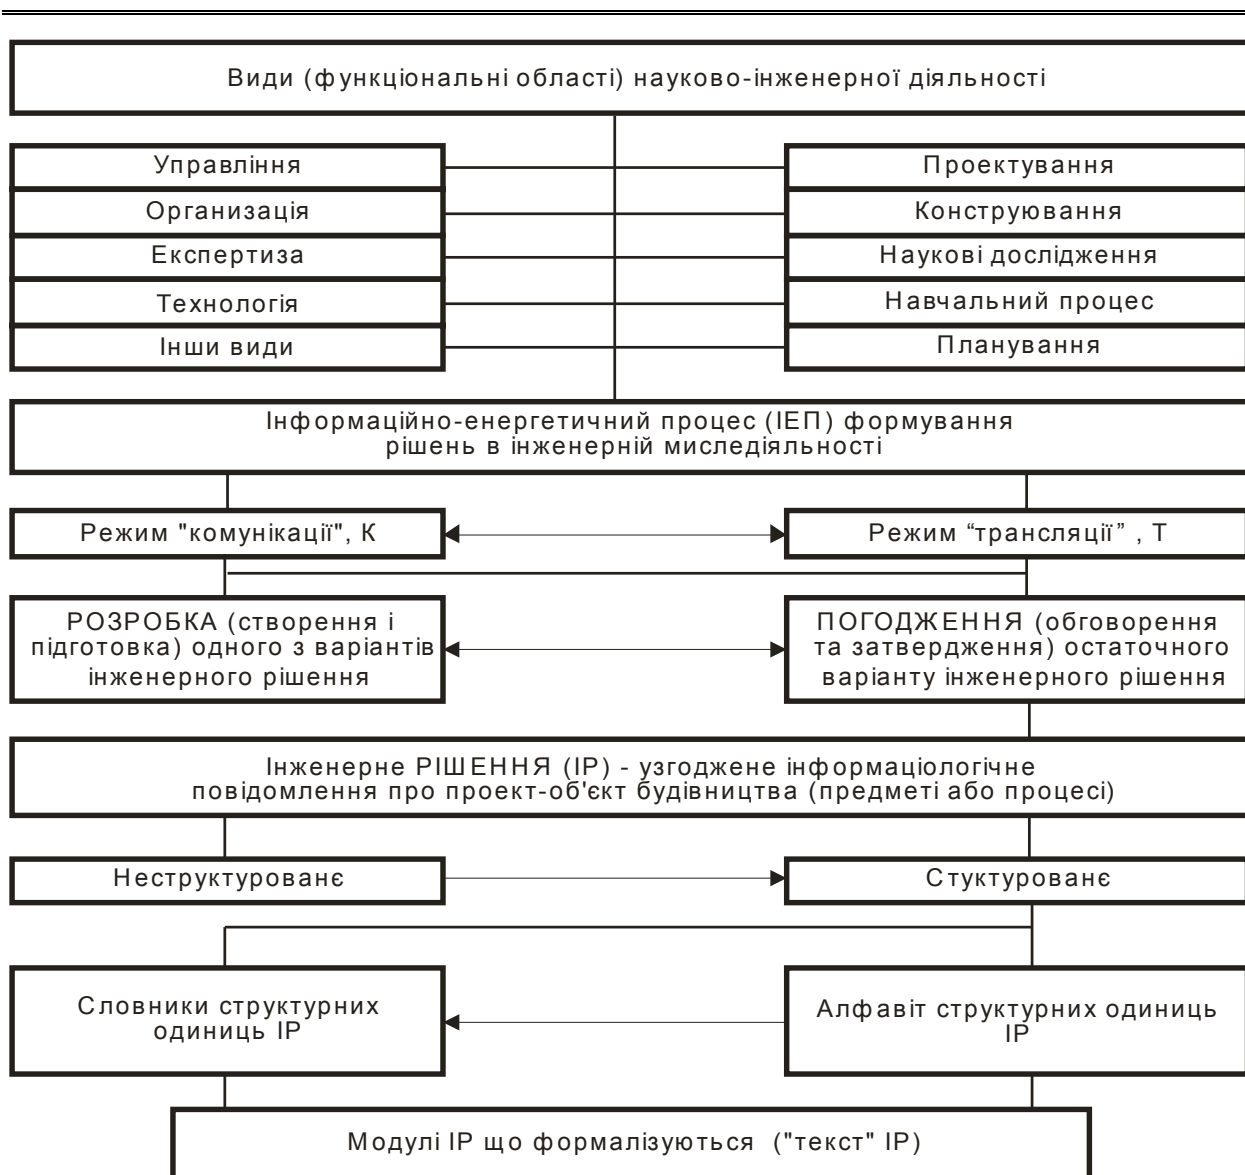 Види (функціональні області) науково-інженерної діяльності
Управління
Проектування
Организація
Конструювання
Експертиза
Наукові дослідження
Технологія
Навчальний процес
Інши види
Планування
Інформаційно-енергетичний процес (ІЕП) формування
рішень в інженерній миследіяльності
Режим "комунікації", К
Режим “трансляції” , Т
РОЗРОБКА (створення і
підготовка) одного з варіантів
інженерного рішення
ПОГОДЖЕННЯ (обговорення
та затвердження) остаточного
варіанту інженерного рішення
Інженерне РІШЕННЯ (ІР) - узгоджене інформаціологічне
повідомлення про проект-об'єкт будівництва (предметі або процесі)
Неструктурованє
Стуктурованє
Словники структурних
одиниць ІР
Алфавіт структурних одиниць
ІР
Модулі ІР що формалізуються ("текст" ІР)